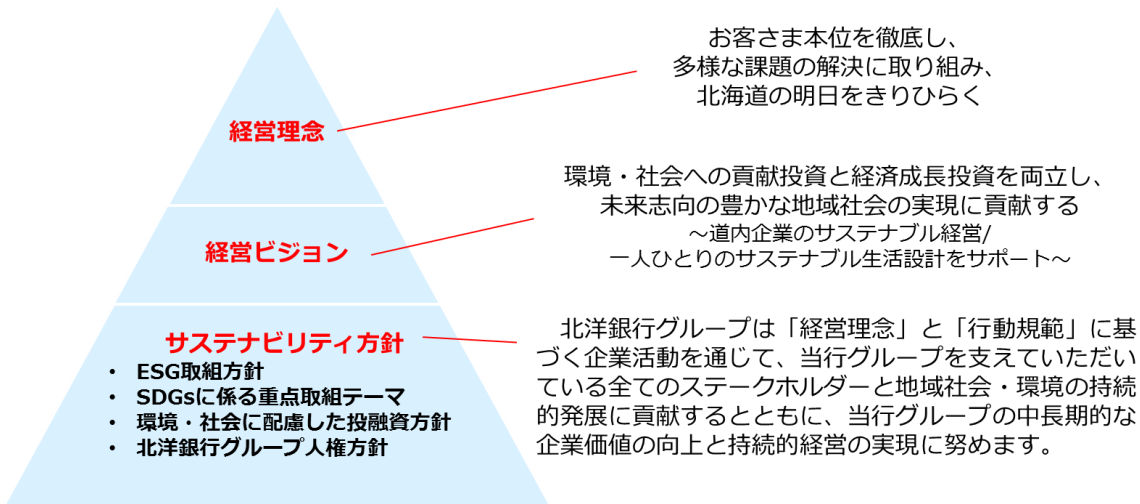 お客さま本位を徹底し、
多様な課題の解決に取り組み、
北海道の明日をきりひらく
経営理念
環境・社会への貢献投資と経済成長投資を両立し、
未来志向の豊かな地域社会の実現に貢献する
～道内企業のサステナブル経営/
一人ひとりのサステナブル生活設計をサポート～
経営ビジョン
サステナビリティ方針
• ESG取組方針
• SDGsに係る重点取組テーマ
• 環境・社会に配慮した投融資方針
• 北洋銀行グループ人権方針
北洋銀行グループは「経営理念」と「行動規範」に基
づく企業活動を通じて、当行グループを支えていただい
ている全てのステークホルダーと地域社会・環境の持続
的発展に貢献するとともに、当行グループの中長期的な
企業価値の向上と持続的経営の実現に努めます。